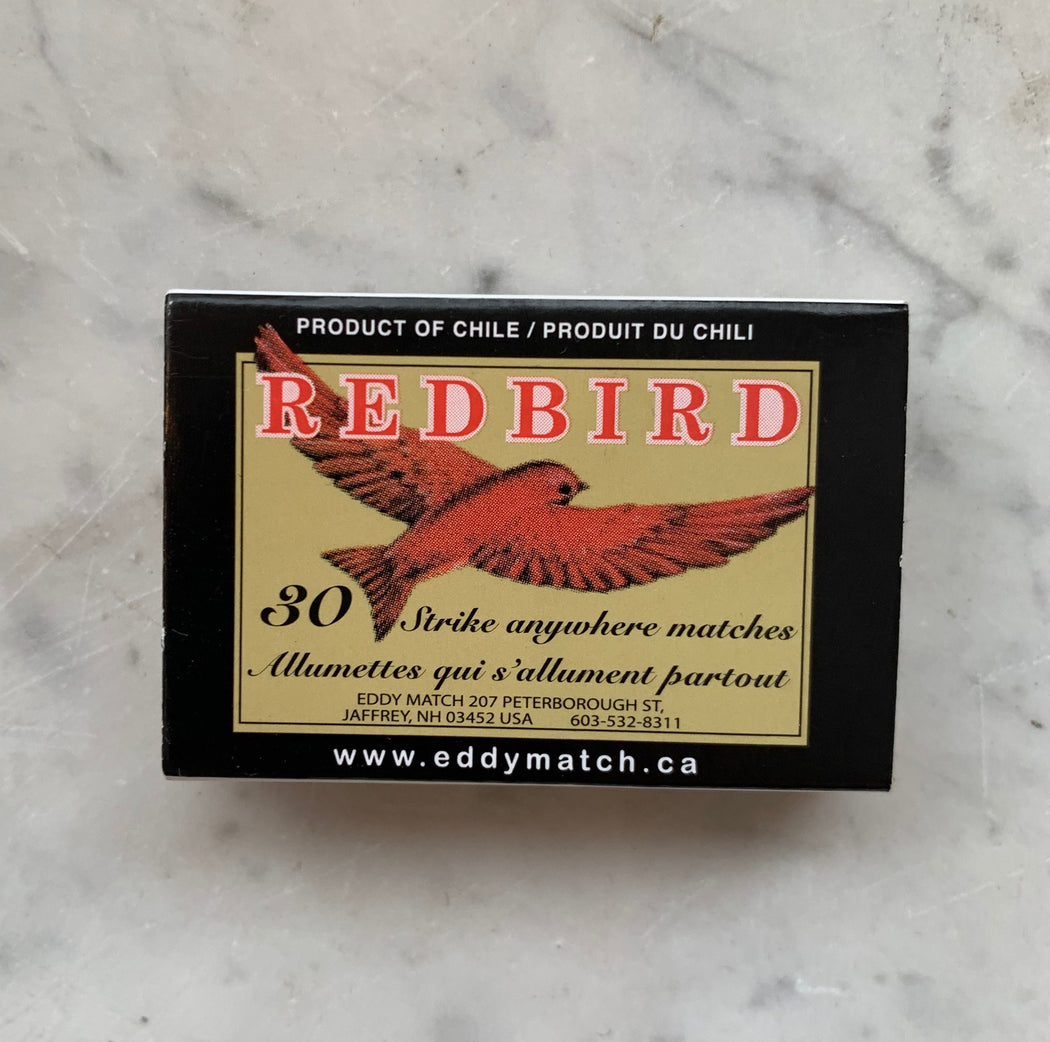 PRODUCT OF CHILE / PRODUIT DU CHILI
REDBIRD
30 Strike anywhere matches
Allumettes qui s'allument partout
EDDY MATCH 207 PETERBOROUGH ST,
JAFFREY, NH 03452 USA 603-532-8311
www.eddymatch.ca